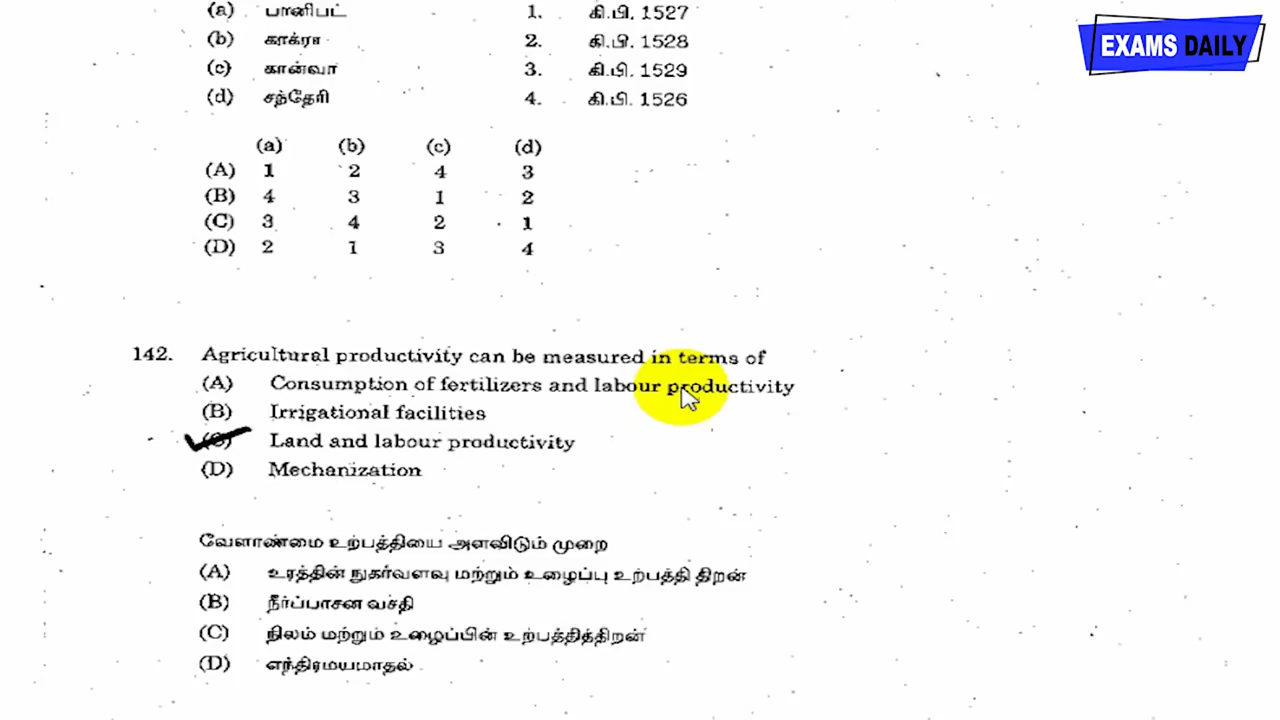 (a) பானிபட் 1. கி.பி. 1527
EXAMS DAILY
(b) காக்ரா 2. கி.பி. 1528
(c) கான்வா 3. கி.பி. 1529
(d) சந்தேரி 4. கி.பி. 1526
(a) (b) (c) (d)
(A) 1 2 4 3
(B) 4 3 1 2
(C) 3 4 2 1
(D) 2 1 3 4
142. Agricultural productivity can be measured in terms of
(A) Consumption of fertilizers and labour productivity
(B) Irrigational facilities
(C) Land and labour productivity
(D) Mechanization
வேளாண்மை உற்பத்தியை அளவிடும் முறை
(A) உரத்தின் நுகர்வளவு மற்றும் உழைப்பு உற்பத்தி திறன்
(B) நீர்ப்பாசன வசதி
(C) நிலம் மற்றும் உழைப்பின் உற்பத்தித்திறன்
(D) எந்திரமயமாதல்